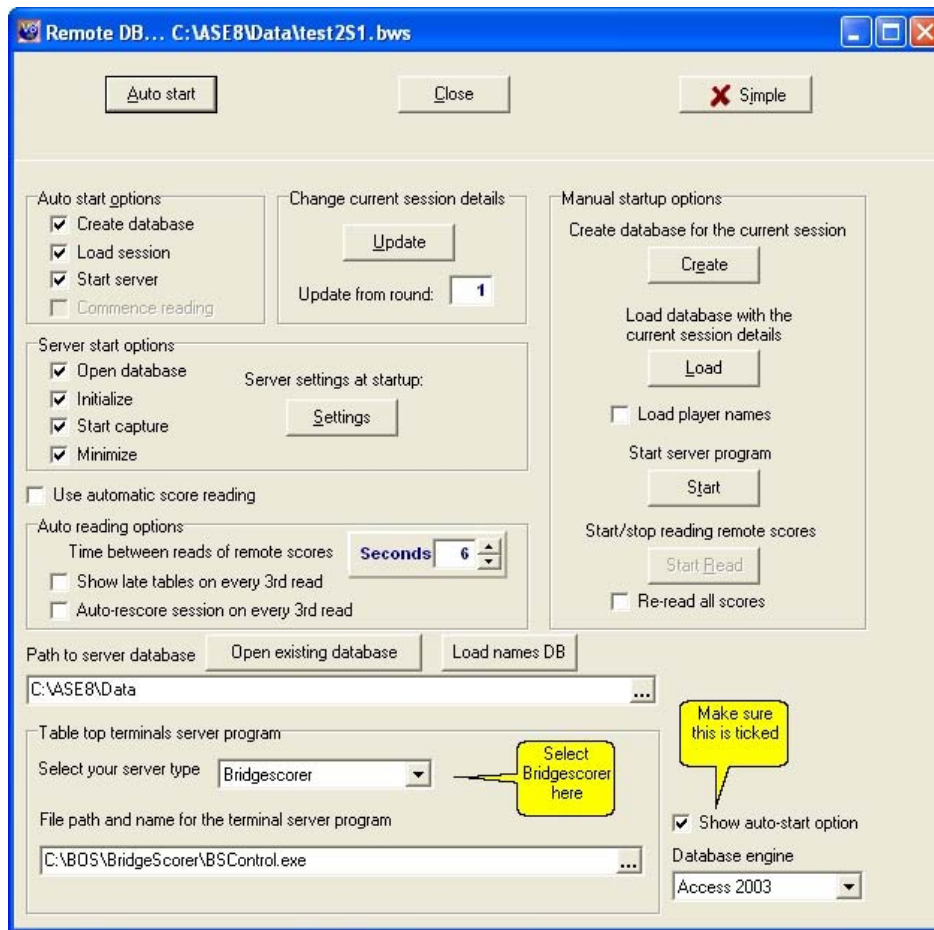 Remote DB... C:\ASE8\Data\test2S1.bws
Auto start
Close
Simple
Auto start options
Create database
Load session
Start server
Commence reading
Change current session details
Update
Update from round: 1
Manual startup options
Create database for the current session
Create
Load database with the
current session details
Load
Load player names
Start server program
Start
Start/stop reading remote scores
Start Read
Re-read all scores
Server start options
Open database
Initialize
Start capture
Minimize
Server settings at startup:
Settings
Use automatic score reading
Auto reading options
Time between reads of remote scores Seconds 6
Show late tables on every 3rd read
Auto-rescore session on every 3rd read
Path to server database Open existing database Load names DB
C:\ASE8\Data ...
Table top terminals server program
Select your server type Bridgescorer
Select
Bridgescorer
here
File path and name for the terminal server program
C:\BOS\BridgeScorer\BSControl.exe ...
Make sure
this is ticked
Show auto-start option
Database engine
Access 2003